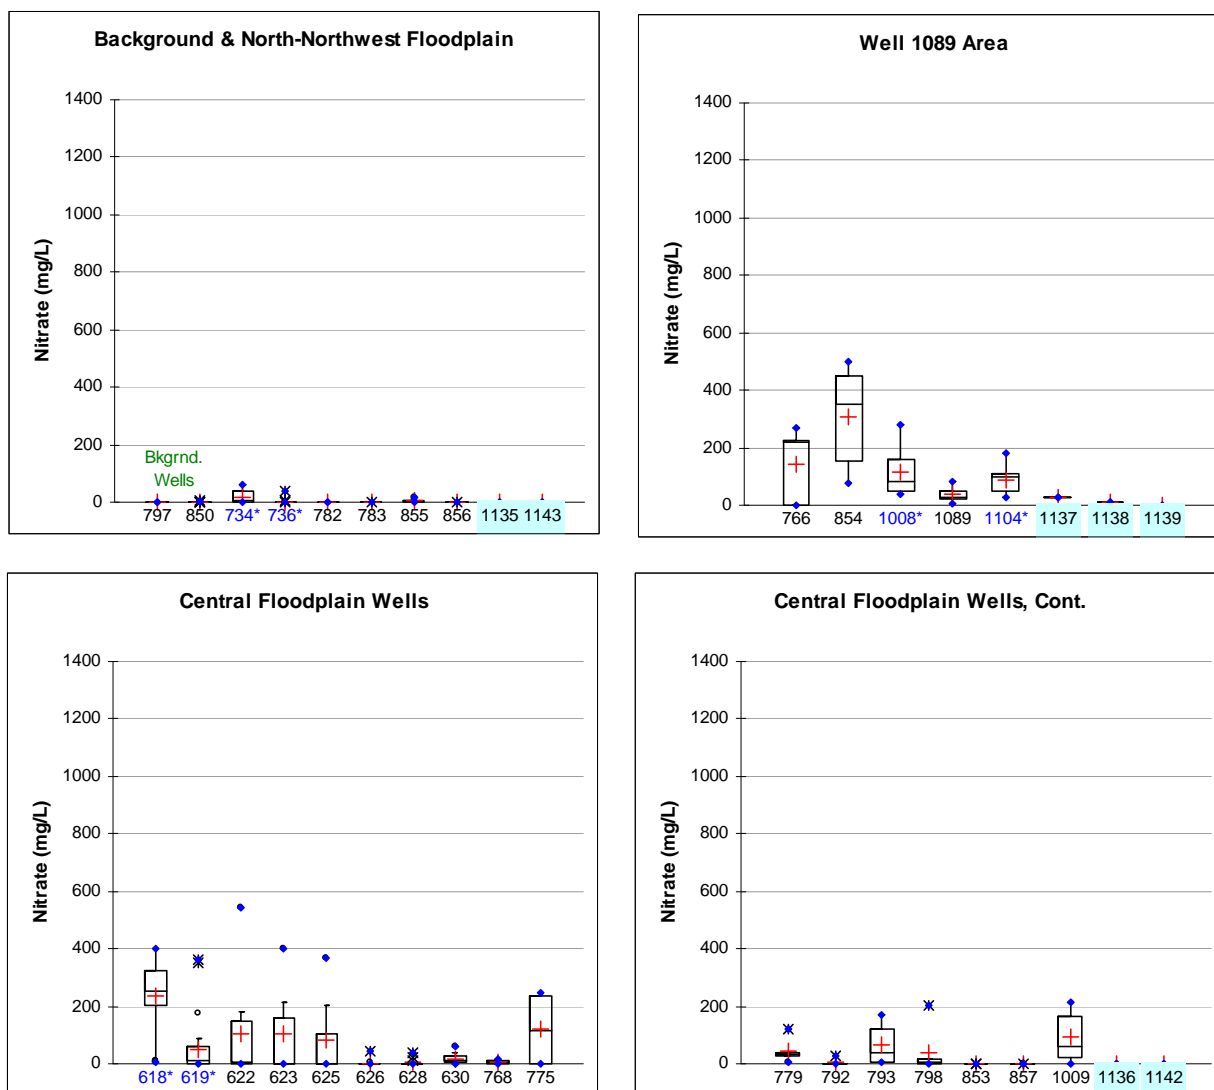 Background & North-Northwest Floodplain
Nitrate (mg/L)
1400
1200
1000
800
600
400
200
0
Bkgrnd.
Wells
797 850 734* 736* 782 783 855 856 1135 1143
Well 1089 Area
Nitrate (mg/L)
1400
1200
1000
800
600
400
200
0
766 854 1008* 1089 1104* 1137 1138 1139
Central Floodplain Wells
Nitrate (mg/L)
1400
1200
1000
800
600
400
200
0
618* 619* 622 623 625 626 628 630 768 775
Central Floodplain Wells, Cont.
Nitrate (mg/L)
1400
1200
1000
800
600
400
200
0
779 792 793 798 853 857 1009 1136 1142